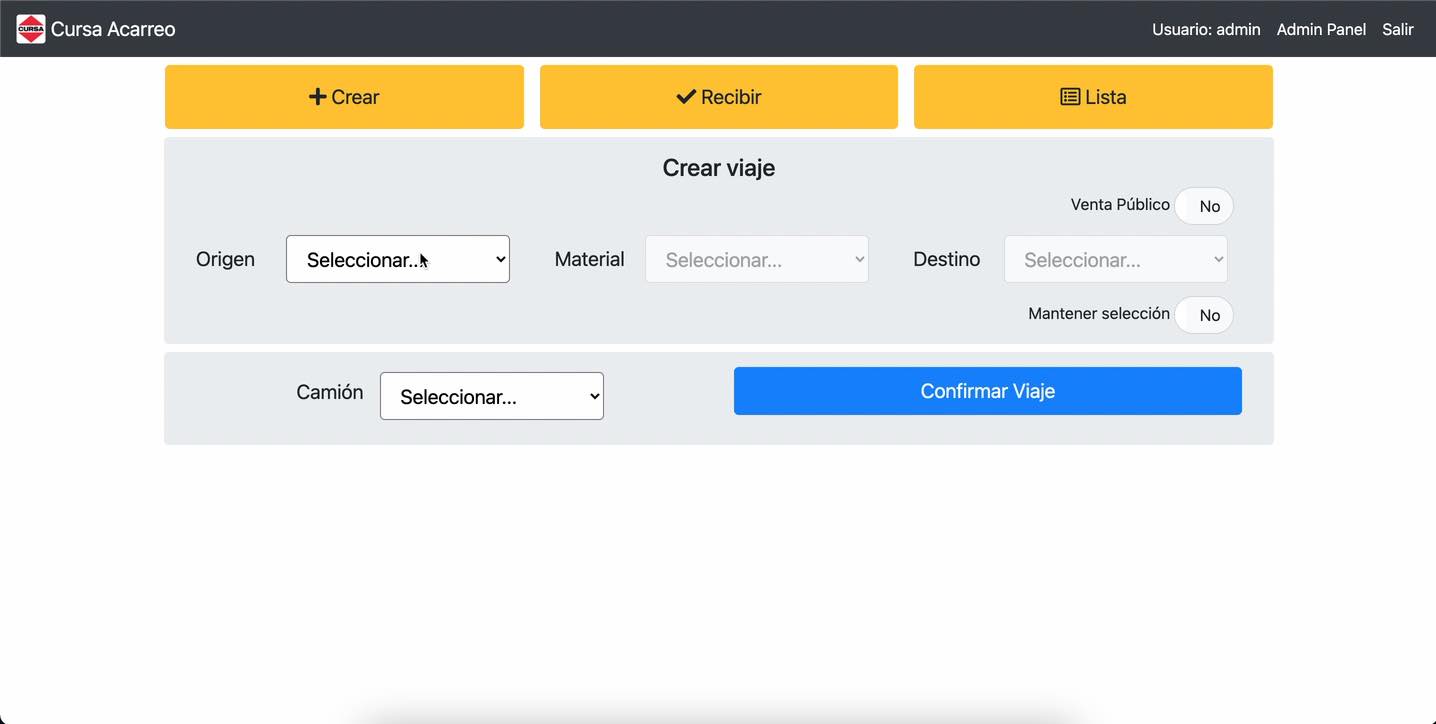 CURSA Cursa Acarreo
Usuario: admin Admin Panel Salir
Crear Recibir Lista
Crear viaje
Venta Público No
Origen Seleccionar... Material Seleccionar... Destino Seleccionar...
Mantener selección No
Camión Seleccionar... Confirmar Viaje